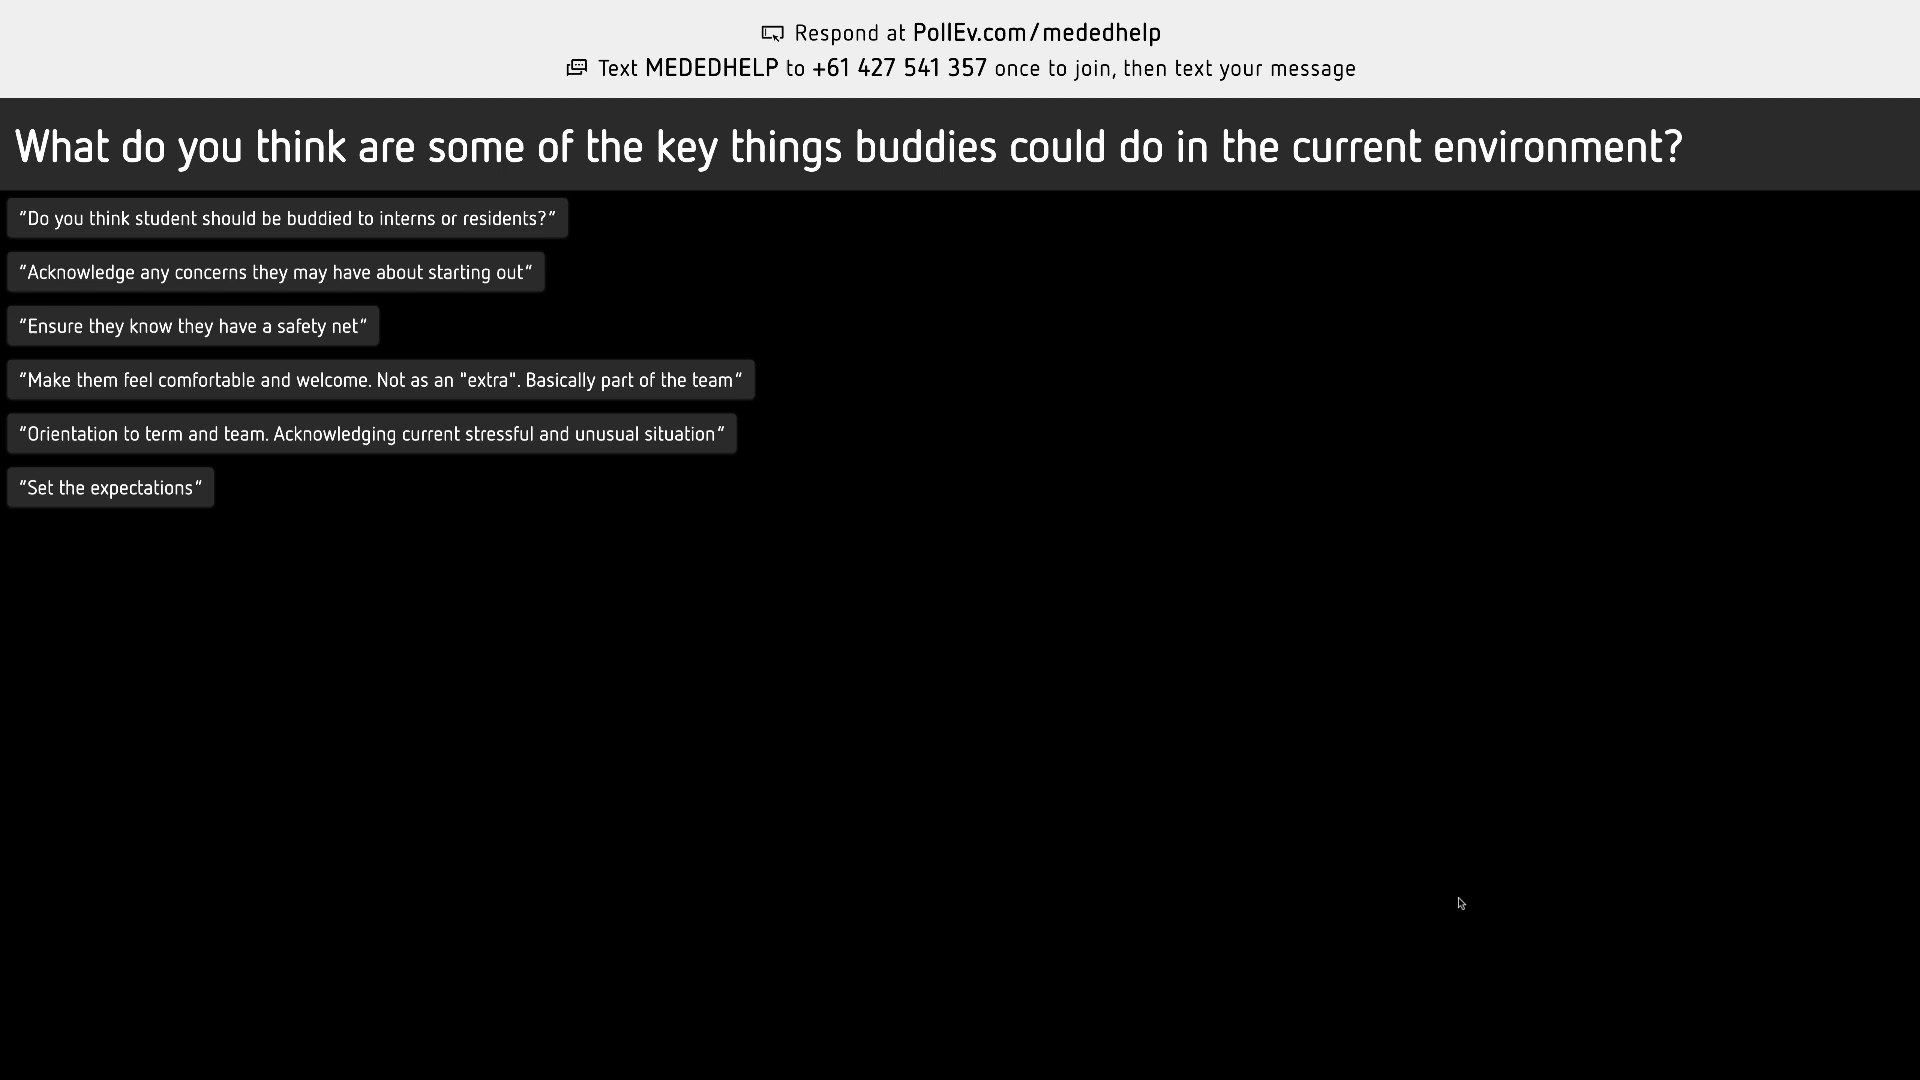 Respond at PollEv.com/mededhelp
Text MEDEDHELP to +61 427 541 357 once to join, then text your message
What do you think are some of the key things buddies could do in the current environment?
“Do you think student should be buddied to interns or residents?”
“Acknowledge any concerns they may have about starting out”
“Ensure they know they have a safety net”
“Make them feel comfortable and welcome. Not as an "extra". Basically part of the team”
“Orientation to term and team. Acknowledging current stressful and unusual situation”
“Set the expectations”